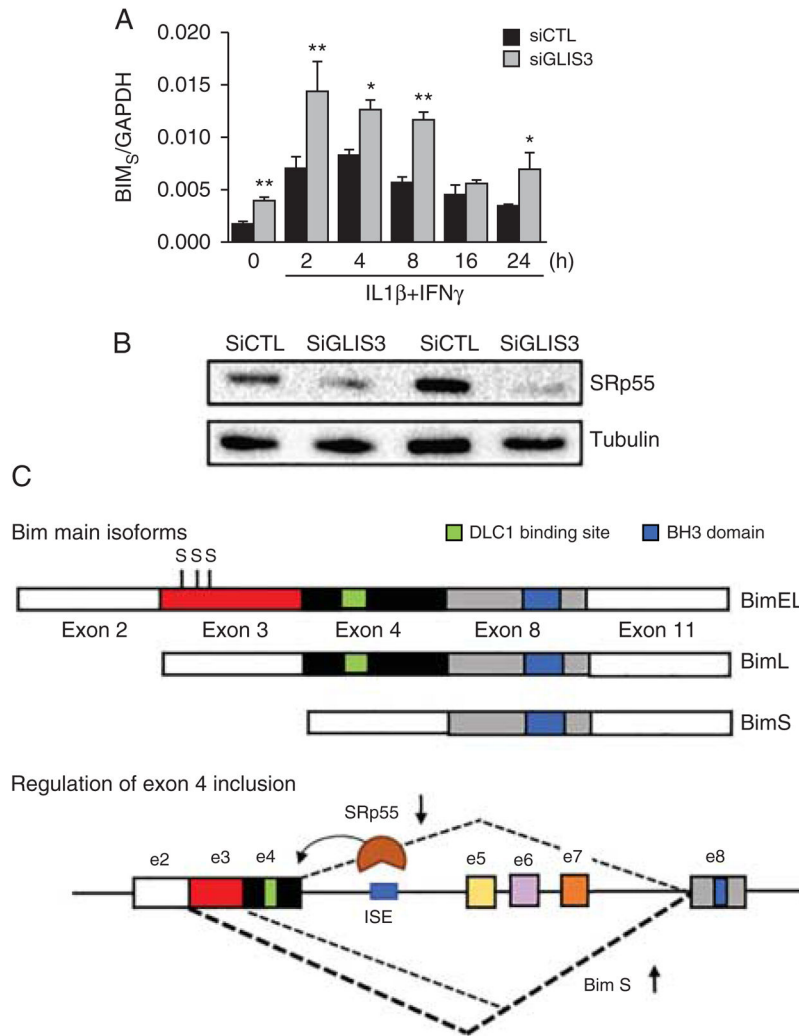 A
siCTL
siGLIS3
BIMS/GAPDH
0.020
0.015
0.010
0.005
0.000
** ** * ** *
0 2 4 8 16 24 (h)
IL1β+IFNγ
B
SiCTL SiGLIS3 SiCTL SiGLIS3
SRp55
Tubulin
C
Bim main isoforms
DLC1 binding site BH3 domain
S S S
BimEL
Exon 2 Exon 3 Exon 4 Exon 8 Exon 11
BimL
BimS
Regulation of exon 4 inclusion
SRp55
e2 e3 e4 e5 e6 e7 e8
ISE
Bim S